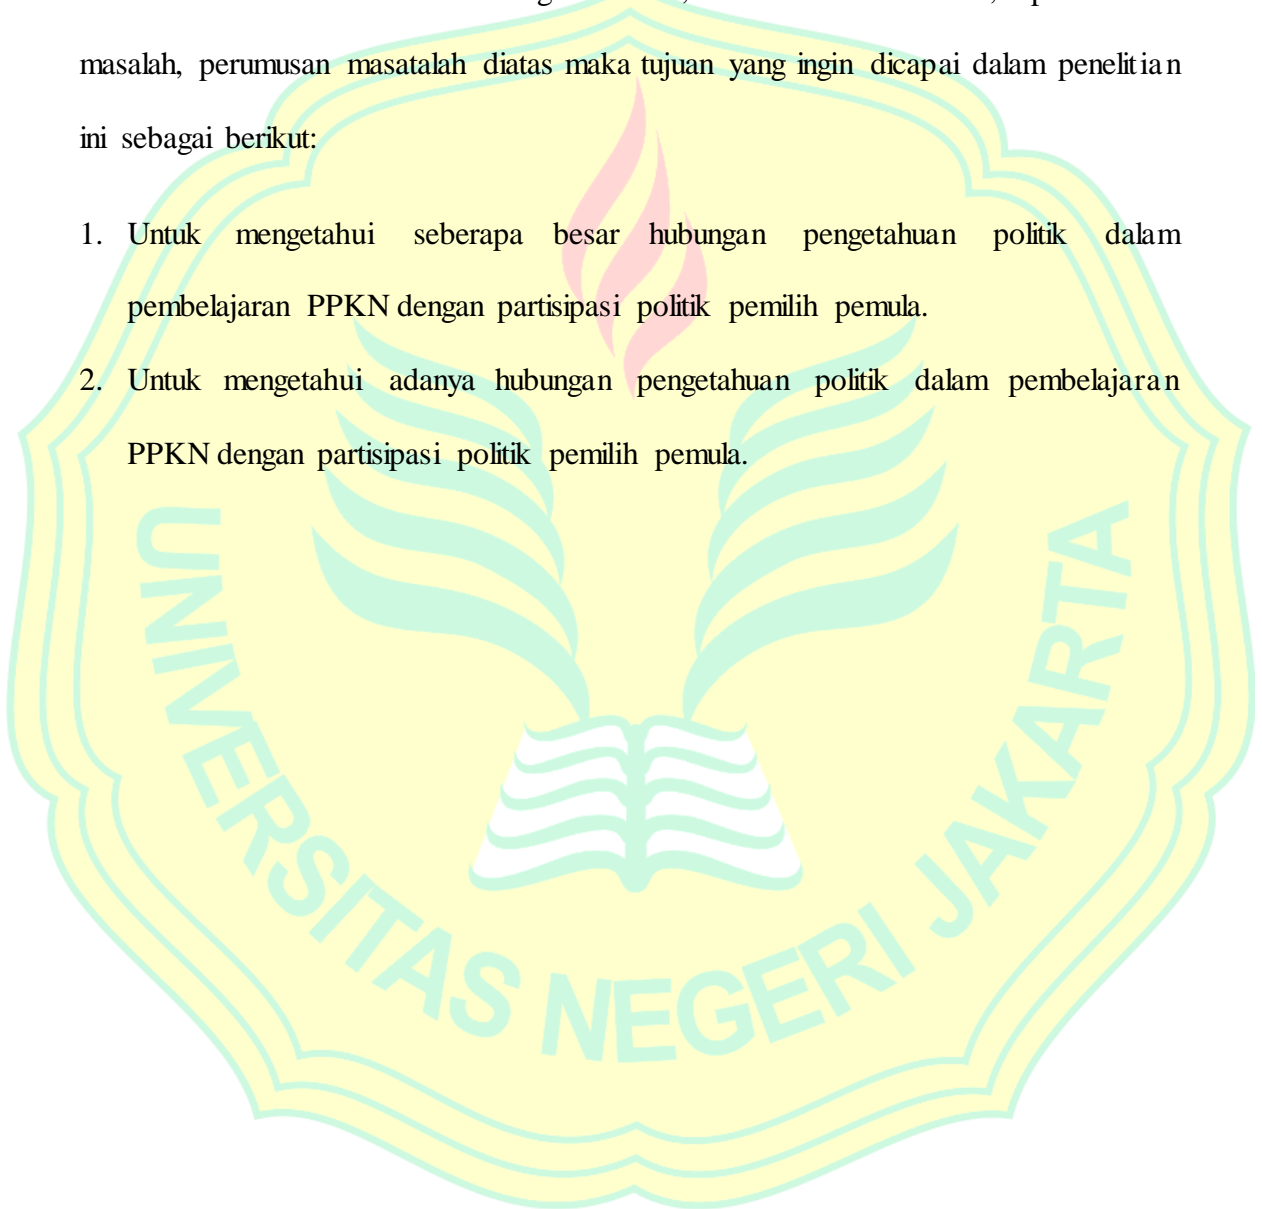 masalah, perumusan masatalah diatas maka tujuan yang ingin dicapai dalam penelitian
ini sebagai berikut:
1. Untuk mengetahui seberapa besar hubungan pengetahuan politik dalam
pembelajaran PPKN dengan partisipasi politik pemilih pemula.
2. Untuk mengetahui adanya hubungan pengetahuan politik dalam pembelajaran
PPKN dengan partisipasi politik pemilih pemula.
UNIVERSITAS NEGERI JAKARTA